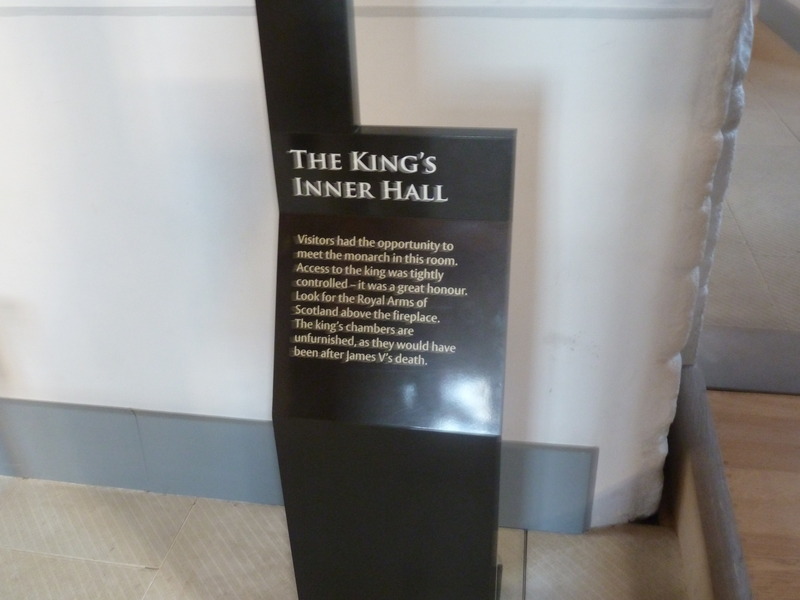 THE KING'S
INNER HALL
Visitors had the opportunity to
meet the monarch in this room.
Access to the king was tightly
controlled – it was a great honour.
Look for the Royal Arms of
Scotland above the fireplace.
The king's chambers are
unfurnished, as they would have
been after James V's death.